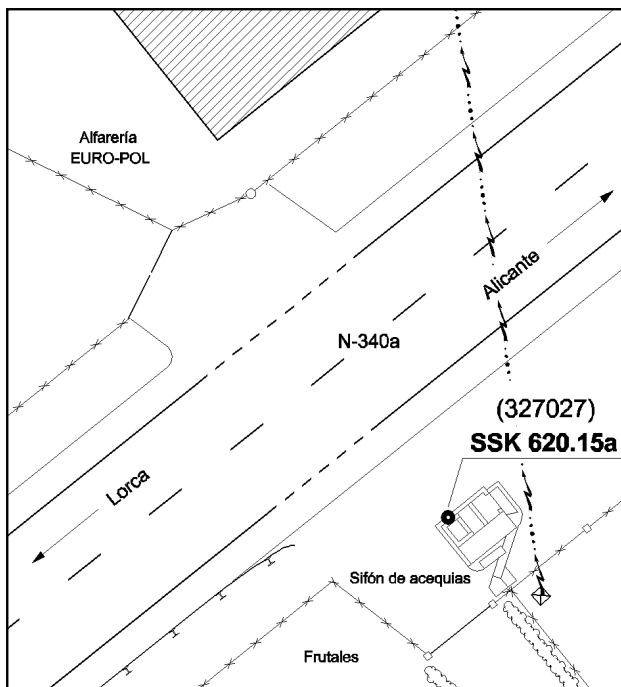 Alfarería
EURO-POL
Alicante
N-340a
(327027)
SSK 620.15a
Lorca
Sifón de acequias
Frutales